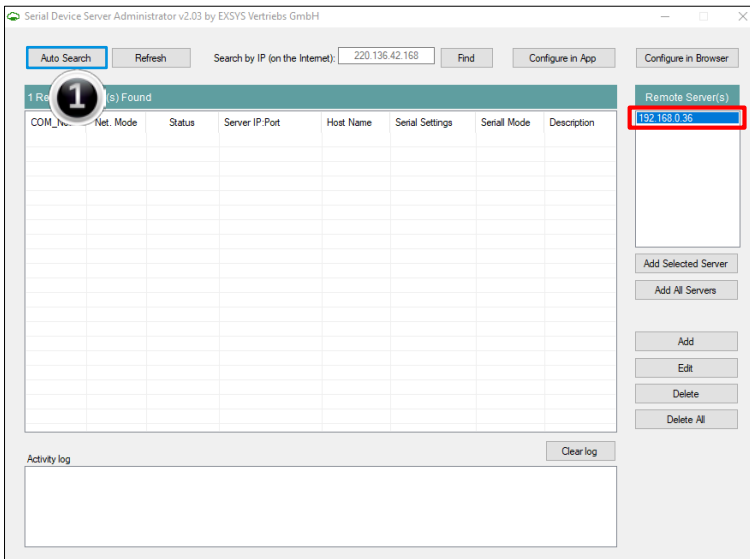 Serial Device Server Administrator v2.03 by EXSYS Vertriebs GmbH
Auto Search Refresh Search by IP (on the Internet): 220.136.42.168 Find Configure in App Configure in Browser
1
1 Re (s) Found Remote Server(s)
COM_ Net. Mode Status Server IP:Port Host Name Serial Settings Seriall Mode Description
192.168.0.36
Add Selected Server
Add All Servers
Add
Edit
Delete
Delete All
Clear log
Activity log